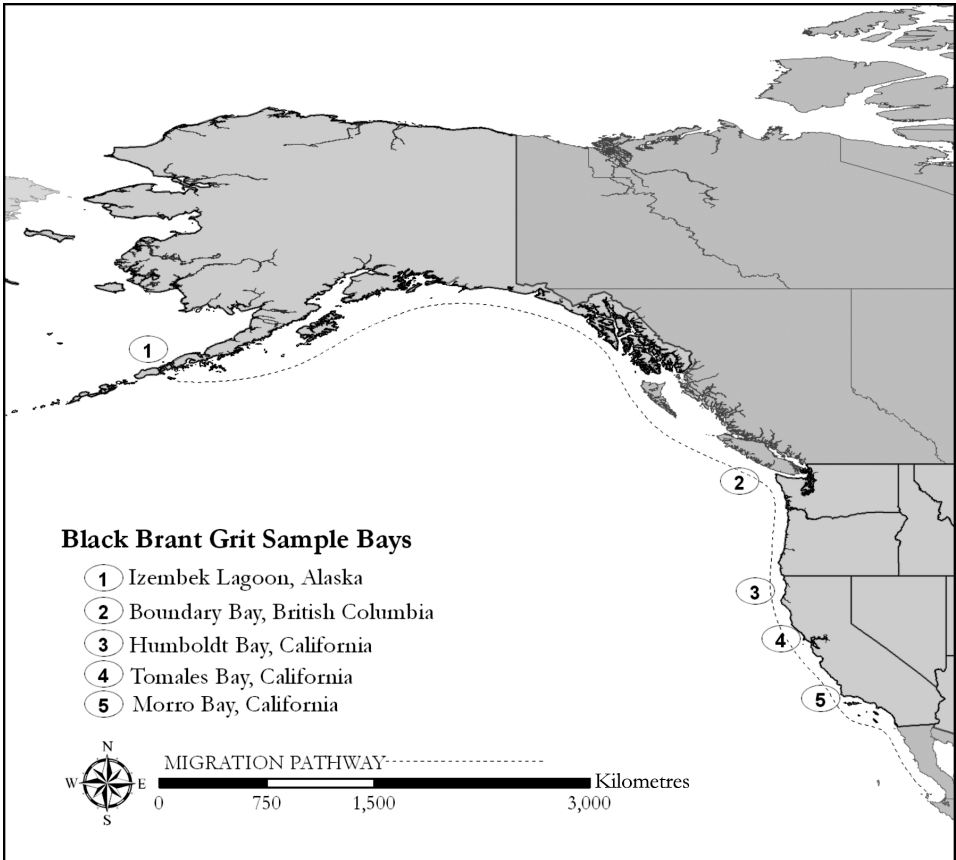 1
2
3
4
5
Black Brant Grit Sample Bays
1 Izembek Lagoon, Alaska
2 Boundary Bay, British Columbia
3 Humboldt Bay, California
4 Tomales Bay, California
5 Morro Bay, California
N
W E
S
MIGRATION PATHWAY
Kilometres
0 750 1,500 3,000